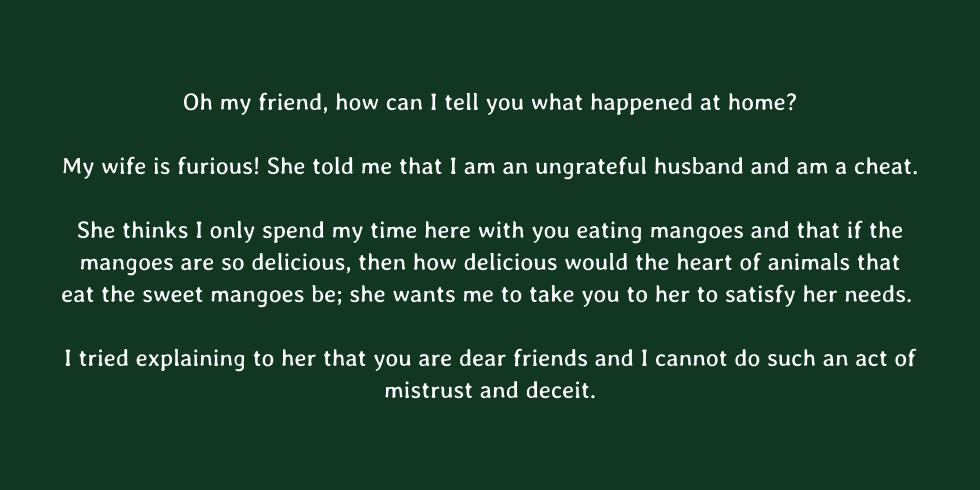 Oh my friend, how can I tell you what happened at home?
My wife is furious! She told me that I am an ungrateful husband and am a cheat.
She thinks I only spend my time here with you eating mangoes and that if the
mangoes are so delicious, then how delicious would the heart of animals that
eat the sweet mangoes be; she wants me to take you to her to satisfy her needs.
I tried explaining to her that you are dear friends and I cannot do such an act of
mistrust and deceit.